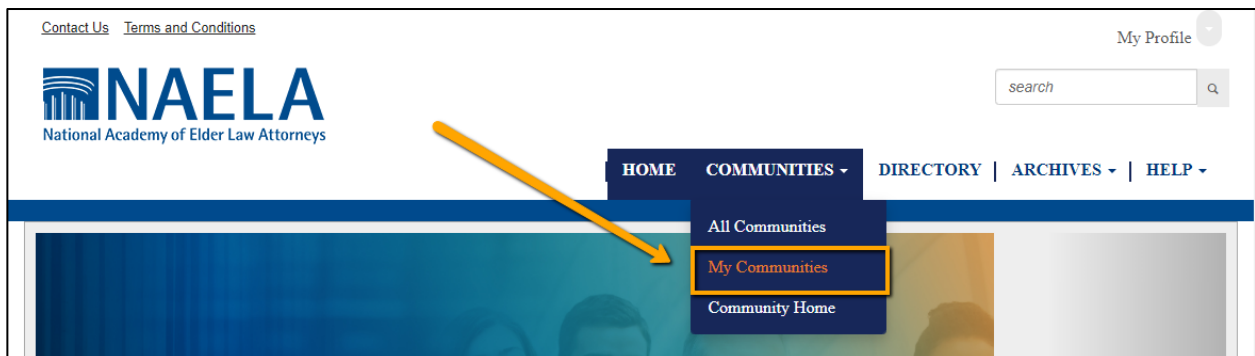 Contact Us Terms and Conditions
My Profile
NAELA
National Academy of Elder Law Attorneys
search
HOME COMMUNITIES DIRECTORY | ARCHIVES | HELP
All Communities
My Communities
Community Home